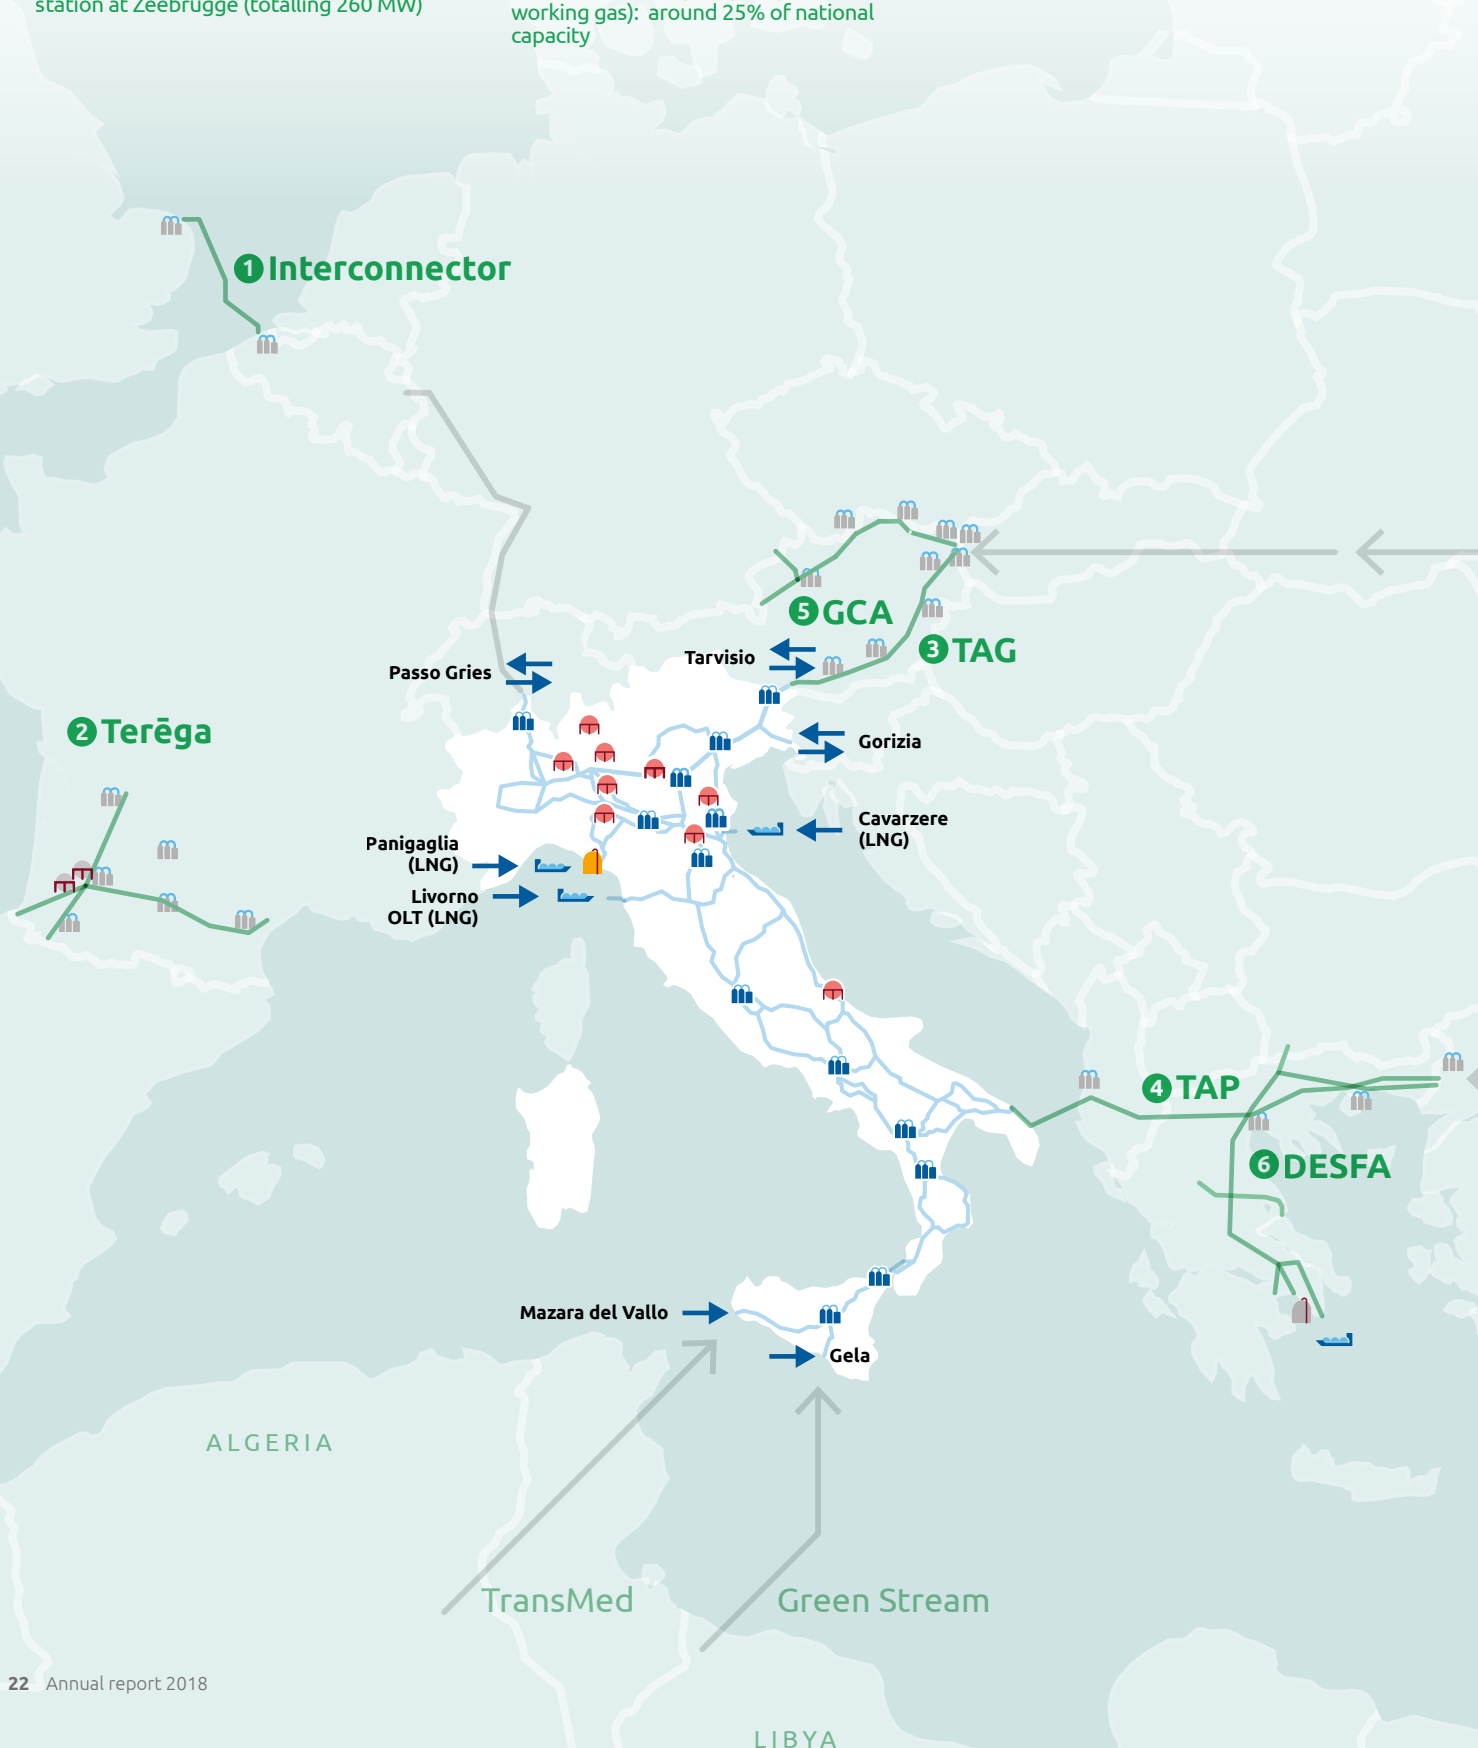 station at Zeebrugge (totalling 260 MW)
working gas): around 25% of national
capacity
1 Interconnector
5 GCA
3 TAG
Tarvisio
Passo Gries
2 Terēga
Gorizia
Cavarzere
(LNG)
Panigaglia
(LNG)
Livorno
OLT (LNG)
4 TAP
6 DESFA
Mazara del Vallo
Gela
ALGERIA
TransMed
Green Stream
22 Annual report 2018
LIBYA